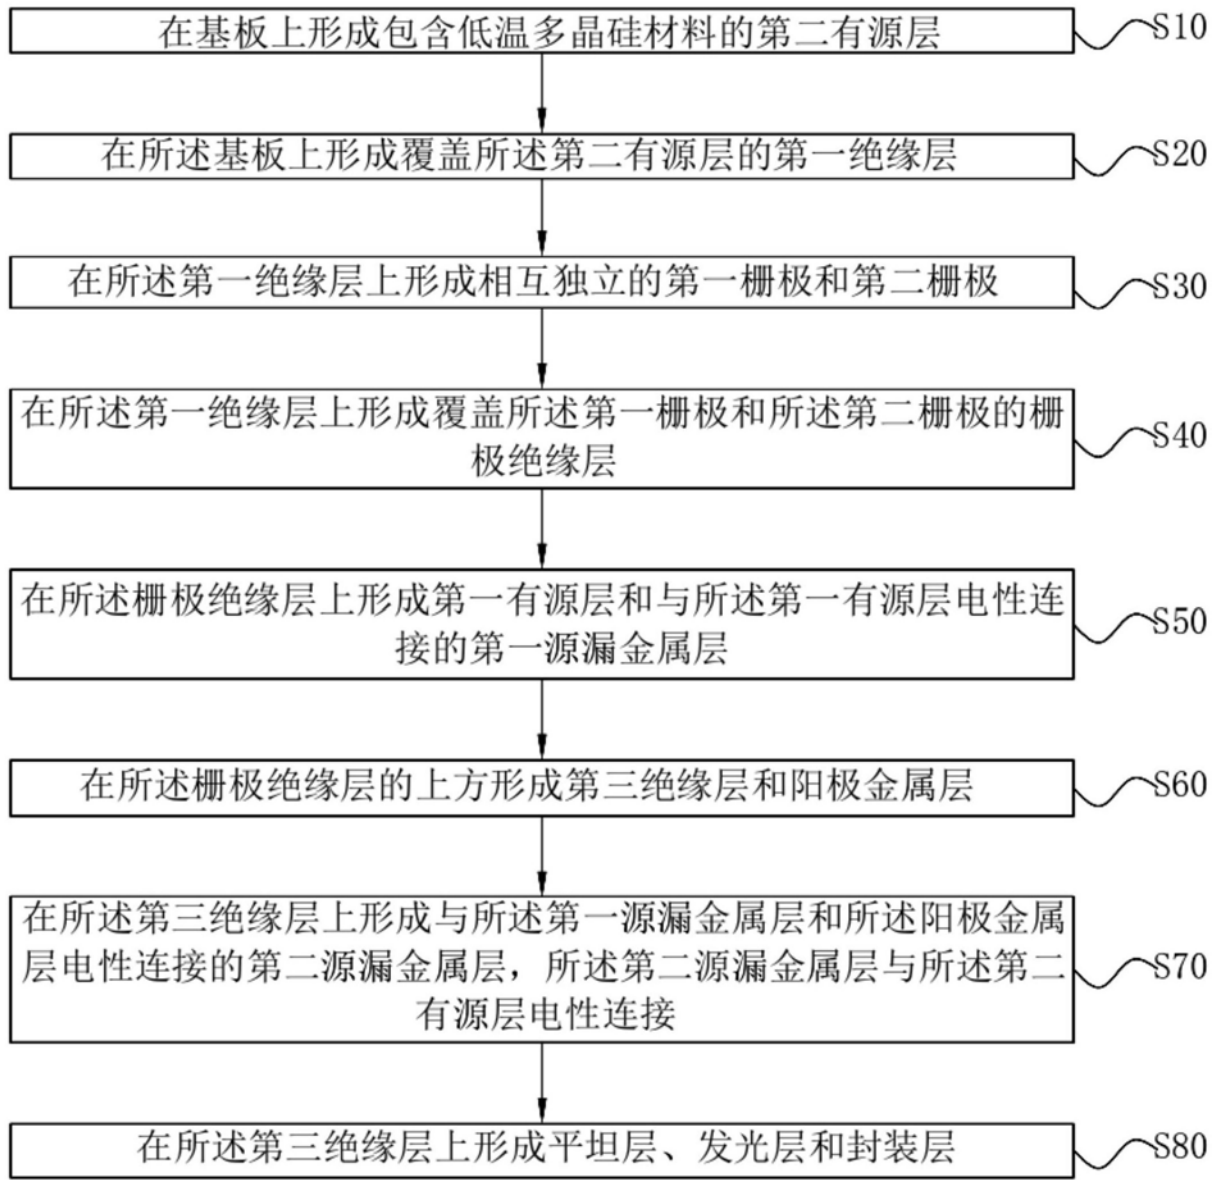 在基板上形成包含低温多晶硅材料的第二有源层
S10
在所述基板上形成覆盖所述第二有源层的第一绝缘层
S20
在所述第一绝缘层上形成相互独立的第一栅极和第二栅极
S30
在所述第一绝缘层上形成覆盖所述第一栅极和所述第二栅极的栅
极绝缘层
S40
在所述栅极绝缘层上形成第一有源层和与所述第一有源层电性连
接的第一源漏金属层
S50
在所述栅极绝缘层的上方形成第三绝缘层和阳极金属层
S60
在所述第三绝缘层上形成与所述第一源漏金属层和所述阳极金属
层电性连接的第二源漏金属层，所述第二源漏金属层与所述第二
有源层电性连接
S70
在所述第三绝缘层上形成平坦层、发光层和封装层
S80